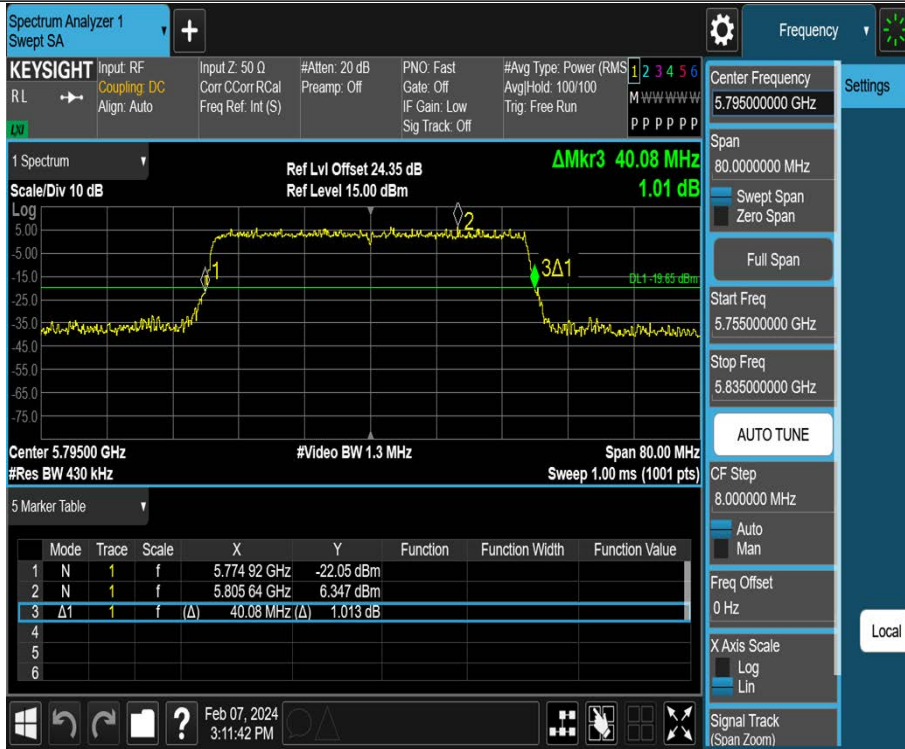 Spectrum Analyzer 1
Swept SA
+
Frequency
KEYSIGHT
RL
LXI
Input: RF
Coupling: DC
Align: Auto
Input Z: 50 Ω
Corr CCorr RCal
Freq Ref: Int (S)
#Atten: 20 dB
Preamp: Off
PNO: Fast
Gate: Off
IF Gain: Low
Sig Track: Off
#Avg Type: Power (RMS
Avg|Hold: 100/100
Trig: Free Run
1 2 3 4 5 6
M W W W W W
P P P P P P
1 Spectrum
Scale/Div 10 dB
Ref Lvl Offset 24.35 dB
Ref Level 15.00 dBm
ΔMkr3 40.08 MHz
1.01 dB
Log
5.00
-5.00
-15.0
-25.0
-35.0
-45.0
-55.0
-65.0
-75.0
1
2
3Δ1
DL1 -19.65 dBm
Center 5.79500 GHz
#Res BW 430 kHz
#Video BW 1.3 MHz
Span 80.00 MHz
Sweep 1.00 ms (1001 pts)
5 Marker Table
Mode Trace Scale X Y Function Function Width Function Value
1 N 1 f 5.774 92 GHz -22.05 dBm
2 N 1 f 5.805 64 GHz 6.347 dBm
3 Δ1 1 f (Δ) 40.08 MHz (Δ) 1.013 dB
4
5
6
?
Feb 07, 2024
3:11:42 PM
Center Frequency
5.795000000 GHz
Span
80.0000000 MHz
Swept Span
Zero Span
Full Span
Start Freq
5.755000000 GHz
Stop Freq
5.835000000 GHz
AUTO TUNE
CF Step
8.000000 MHz
Auto
Man
Freq Offset
0 Hz
X Axis Scale
Log
Lin
Signal Track
(Span Zoom)
Settings
Local